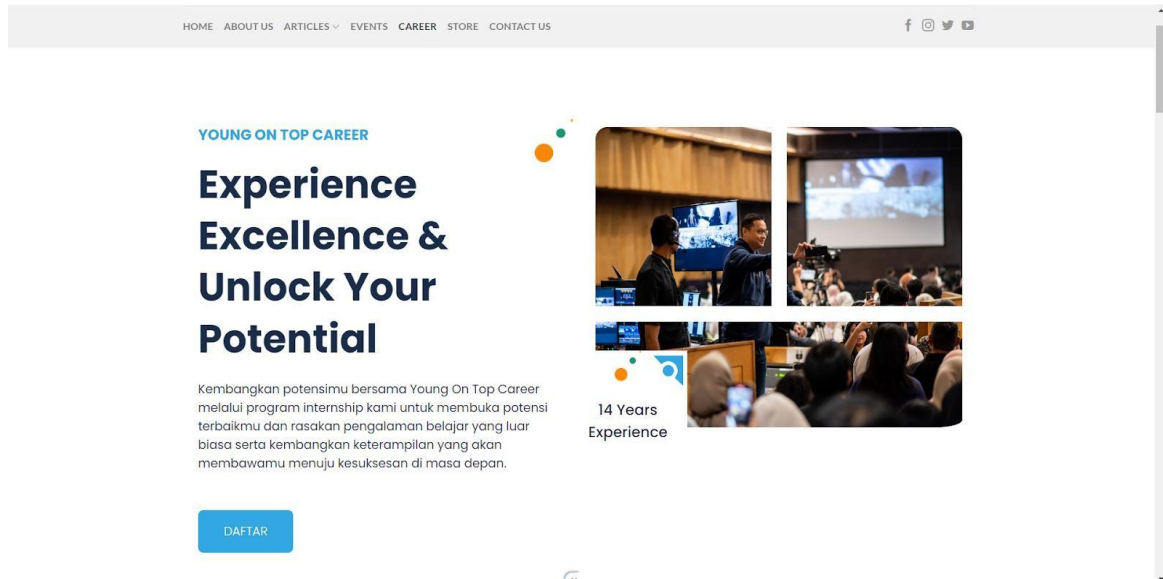 HOME ABOUT US ARTICLES EVENTS CAREER STORE CONTACT US
YOUNG ON TOP CAREER
Experience
Excellence &
Unlock Your
Potential
Kembangkan potensimu bersama Young On Top Career
melalui program internship kami untuk membuka potensi
terbaikmu dan rasakan pengalaman belajar yang luar
biasa serta kembangkan keterampilan yang akan
membawamu menuju kesuksesan di masa depan.
DAFTAR
14 Years
Experience